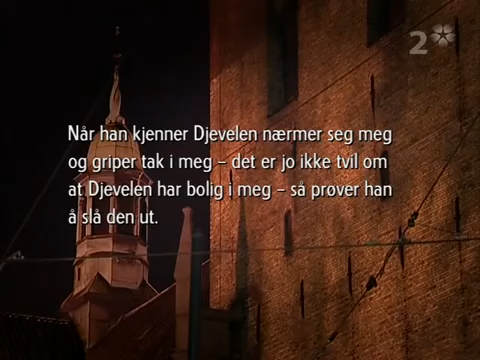 2
Når han kjenner Djevelen nærmer seg meg
og griper tak i meg – det er jo ikke tvil om
at Djevelen har bolig i meg – så prøver han
å slå den ut.